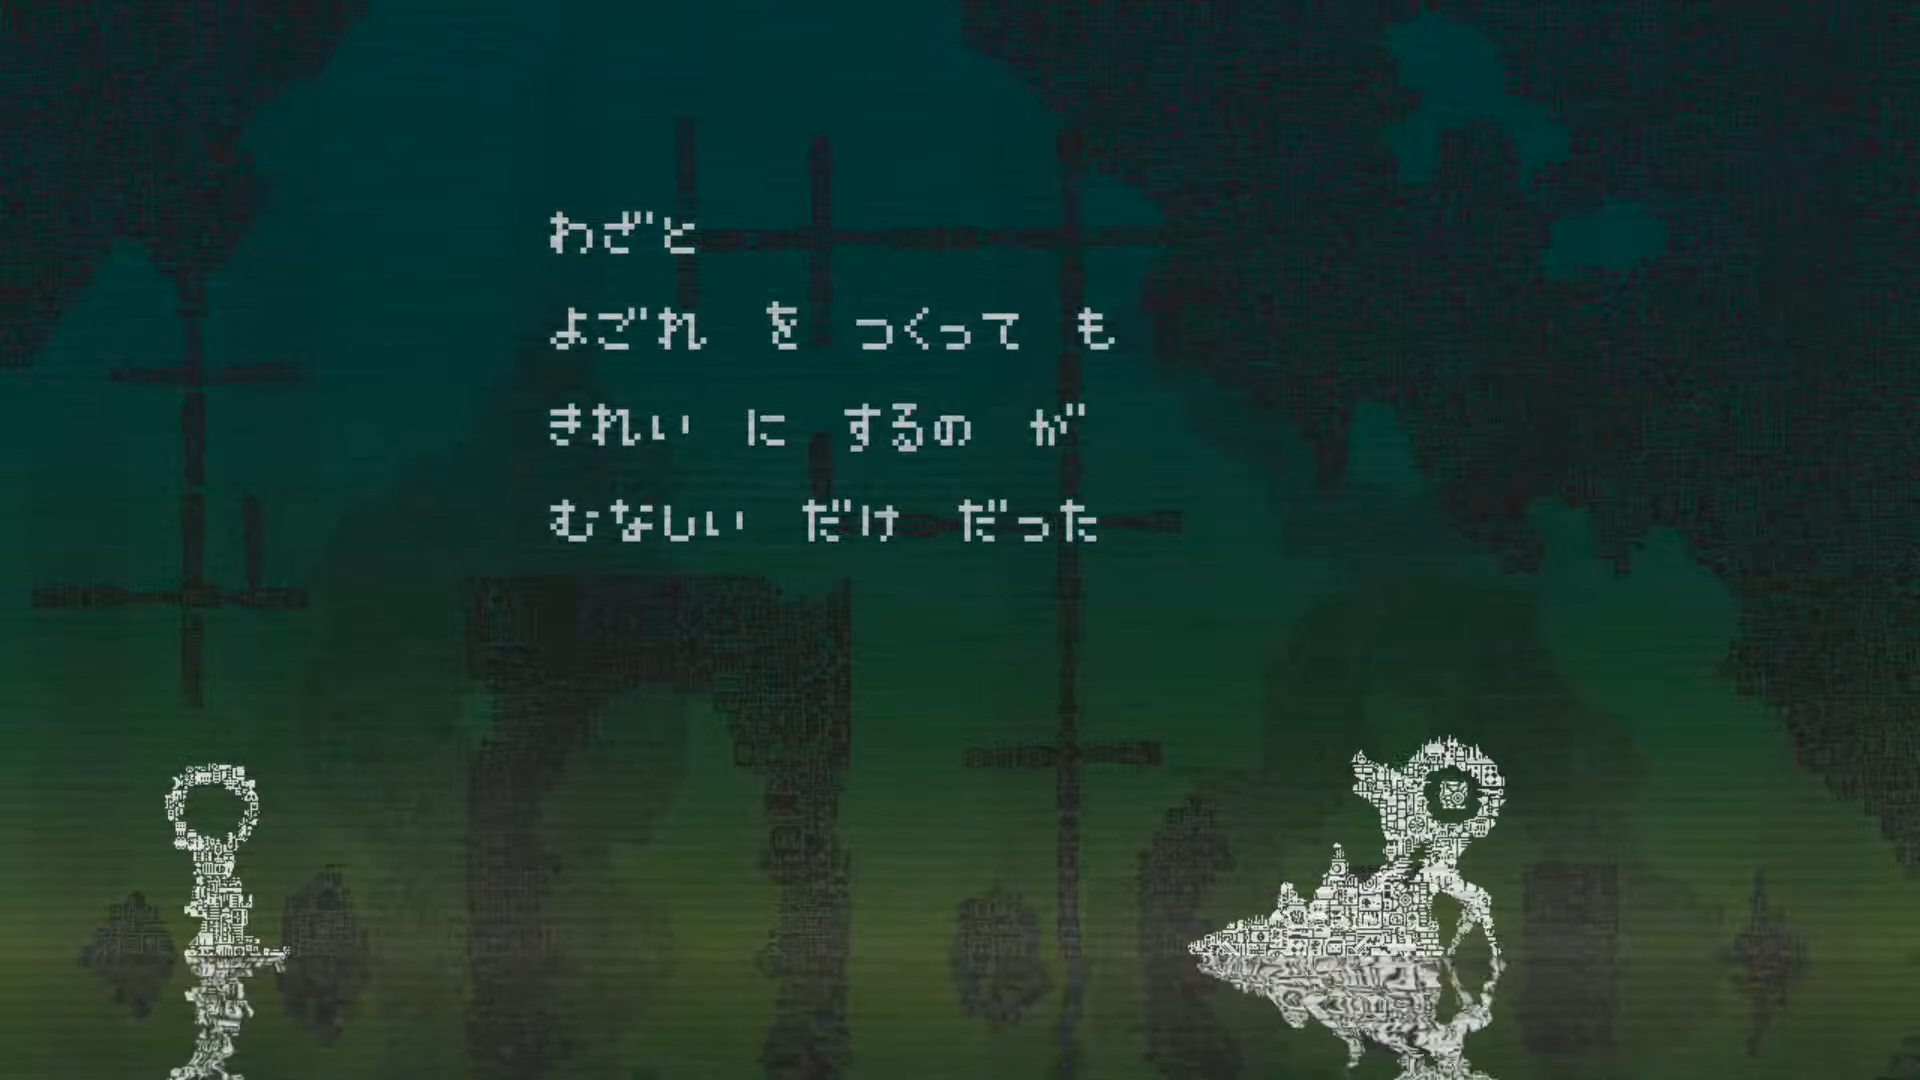 わざと
よごれ を つくって も
きれい に するの が
むなしい だけ だった